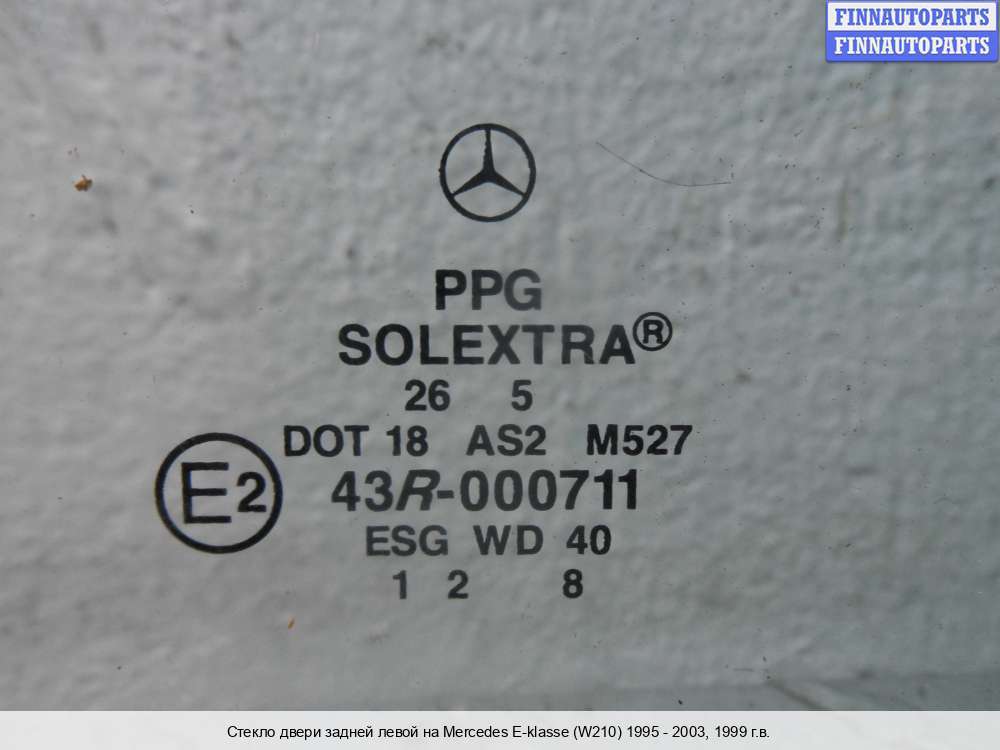 FINNAUTOPARTS
FINNAUTOPARTS
PPG
SOLEXTRA®
26 5
DOT 18 AS2 M527
E2
43R-000711
ESG WD 40
1 2 8
Стекло двери задней левой на Mercedes E-klasse (W210) 1995 - 2003, 1999 г.в.